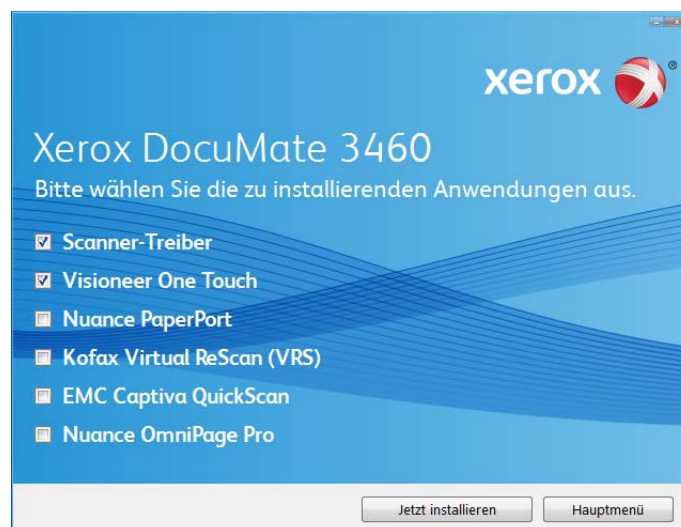 xerox ®
Xerox DocuMate 3460
Bitte wählen Sie die zu installierenden Anwendungen aus.
Scanner-Treiber
Visioneer One Touch
Nuance PaperPort
Kofax Virtual ReScan (VRS)
EMC Captiva QuickScan
Nuance OmniPage Pro
Jetzt installieren
Hauptmenü